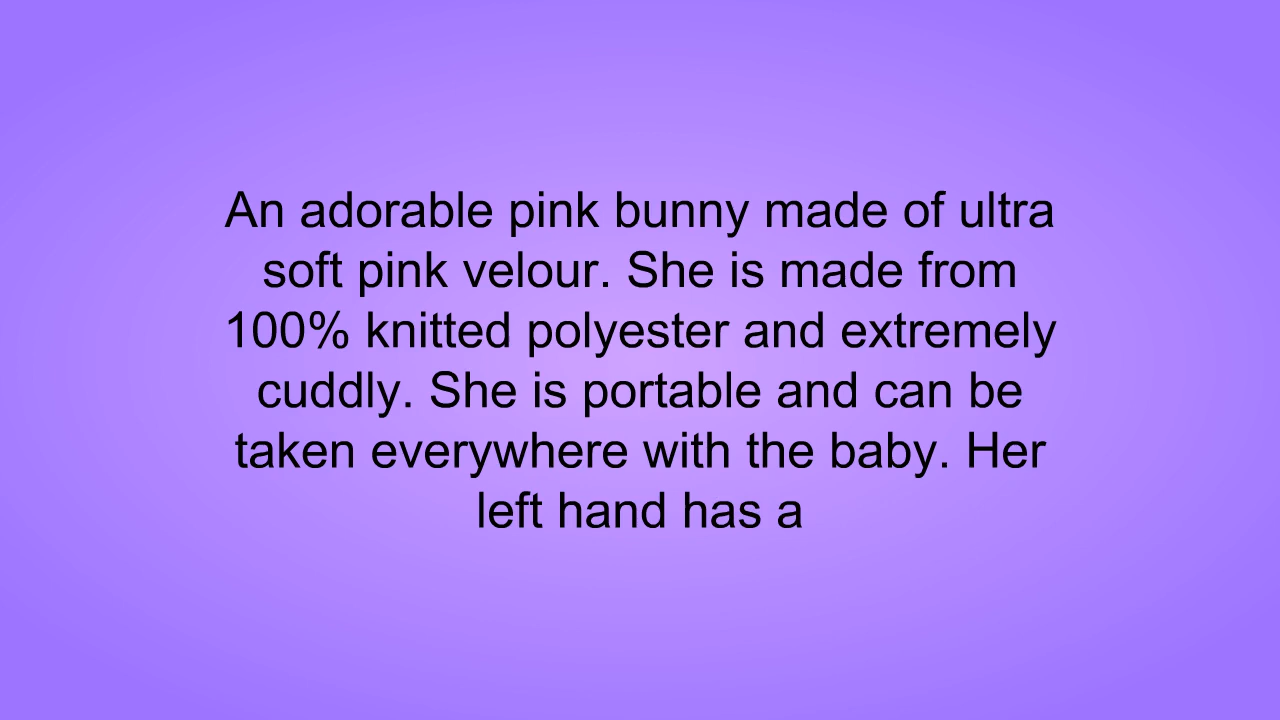 An adorable pink bunny made of ultra
soft pink velour. She is made from
100% knitted polyester and extremely
cuddly. She is portable and can be
taken everywhere with the baby. Her
left hand has a